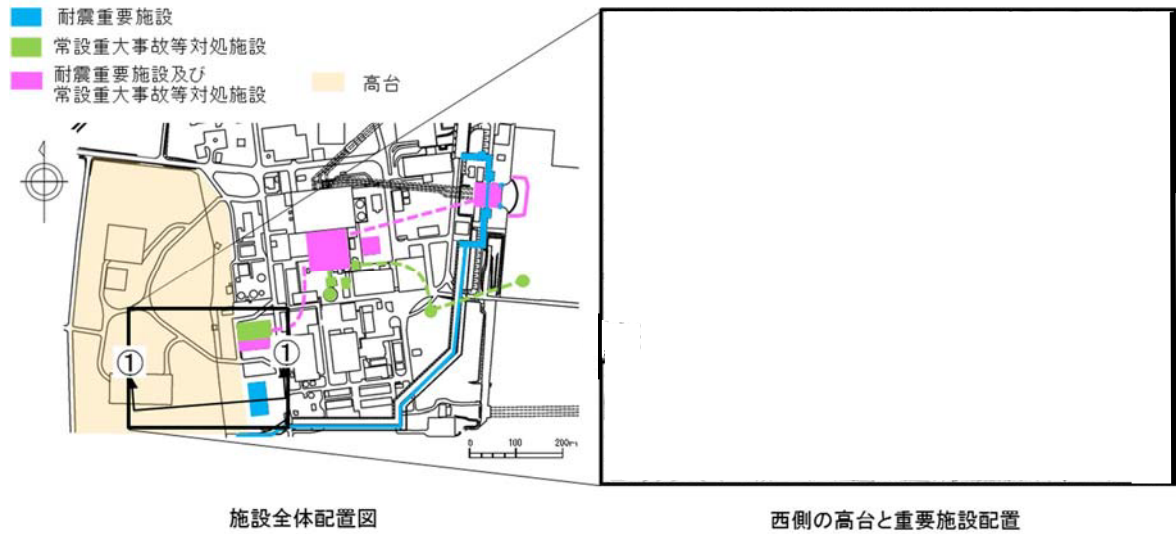 耐震重要施設
常設重大事故等対処施設
耐震重要施設及び
常設重大事故等対処施設
高台
①
①
0 100 200m
施設全体配置図
西側の高台と重要施設配置